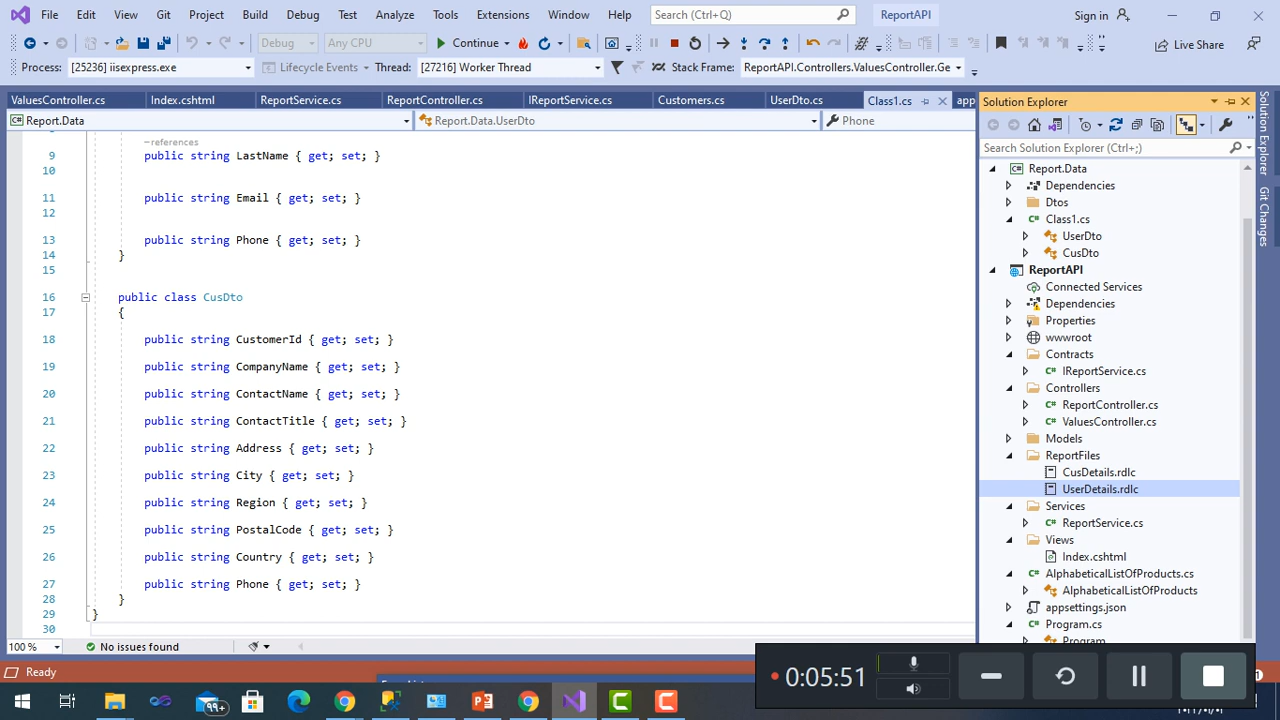 File Edit View Git Project Build Debug Test Analyze Tools Extensions Window Help Search (Ctrl+Q) ReportAPI Sign in
Debug Any CPU Continue Live Share
Process: [25236] iisexpress.exe Lifecycle Events Thread: [27216] Worker Thread Stack Frame: ReportAPI.Controllers.ValuesController.Ge
ValuesController.cs Index.cshtml ReportService.cs ReportController.cs IReportService.cs Customers.cs UserDto.cs Class1.cs app
Report.Data Report.Data.UserDto Phone
-references
9 public string LastName { get; set; }
10
11 public string Email { get; set; }
12
13 public string Phone { get; set; }
14 }
15
16 public class CusDto
17 {
18 public string CustomerId { get; set; }
19 public string CompanyName { get; set; }
20 public string ContactName { get; set; }
21 public string ContactTitle { get; set; }
22 public string Address { get; set; }
23 public string City { get; set; }
24 public string Region { get; set; }
25 public string PostalCode { get; set; }
26 public string Country { get; set; }
27 public string Phone { get; set; }
28 }
29 }
30
100 % No issues found
Ready
Solution Explorer
Search Solution Explorer (Ctrl+;)
Report.Data
Dependencies
Dtos
Class1.cs
UserDto
CusDto
ReportAPI
Connected Services
Dependencies
Properties
wwwroot
Contracts
IReportService.cs
Controllers
ReportController.cs
ValuesController.cs
Models
ReportFiles
CusDetails.rdlc
UserDetails.rdlc
Services
ReportService.cs
Views
Index.cshtml
AlphabeticalListOfProducts.cs
AlphabeticalListOfProducts
appsettings.json
Program.cs
Program
Solution Explorer
Git Changes
0:05:51
99+